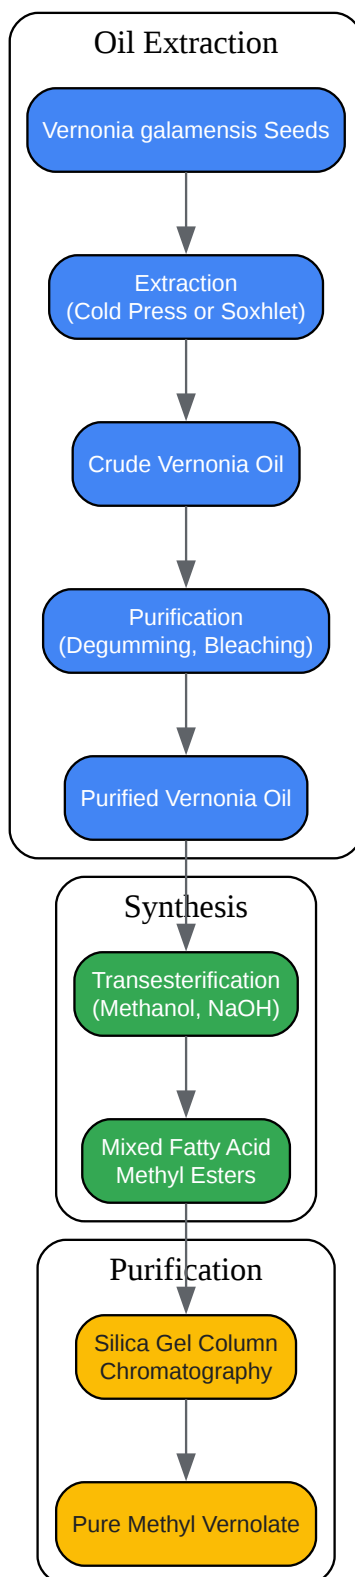 Oil Extraction
Vernonia galamensis Seeds
Extraction
(Cold Press or Soxhlet)
Crude Vernonia Oil
Purification
(Degumming, Bleaching)
Purified Vernonia Oil
Synthesis
Transesterification
(Methanol, NaOH)
Mixed Fatty Acid
Methyl Esters
Purification
Silica Gel Column
Chromatography
Pure Methyl Vernolate